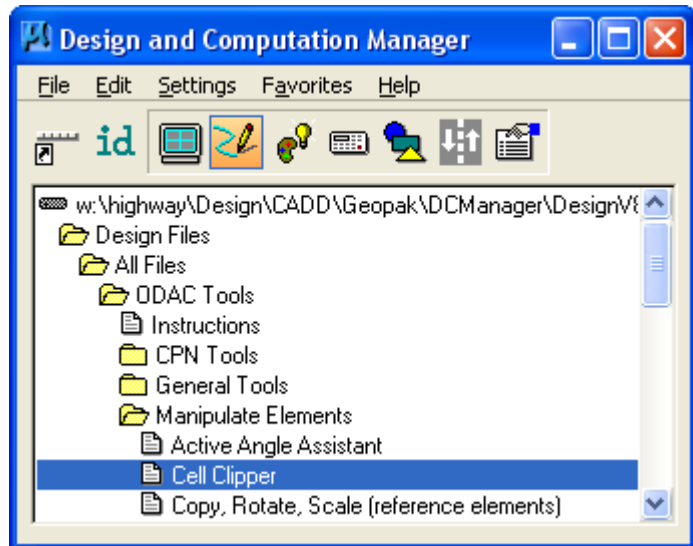 Design and Computation Manager
File Edit Settings Favorites Help
id
w:\highway\Design\CADD\Geopak\DCManager\DesignV8
Design Files
All Files
ODAC Tools
Instructions
CPN Tools
General Tools
Manipulate Elements
Active Angle Assistant
Cell Clipper
Copy, Rotate, Scale (reference elements)